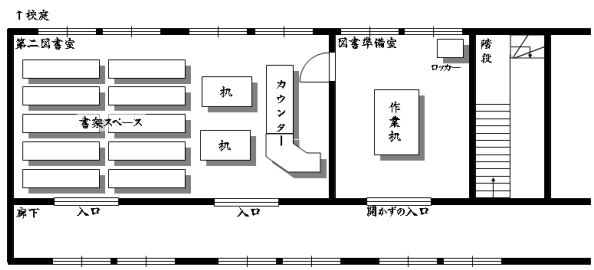 ↑校庭
第二図書室
図書準備室
階段
ロッカー
机
カウンター
作業机
書架スペース
机
入口
入口
開かずの入口
廊下